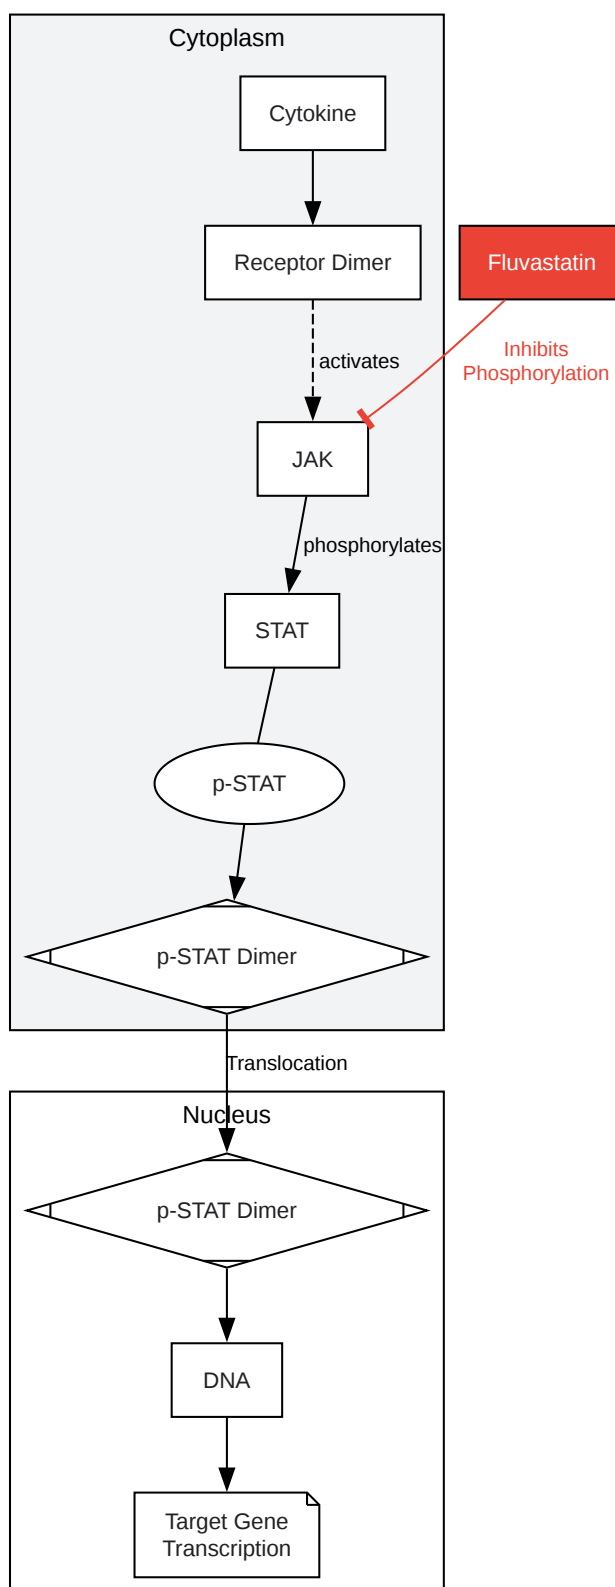 Cytoplasm
Cytokine
Receptor Dimer
Fluvastatin
activates
Inhibits
Phosphorylation
JAK
phosphorylates
STAT
p-STAT
p-STAT Dimer
Translocation
Nucleus
p-STAT Dimer
DNA
Target Gene
Transcription